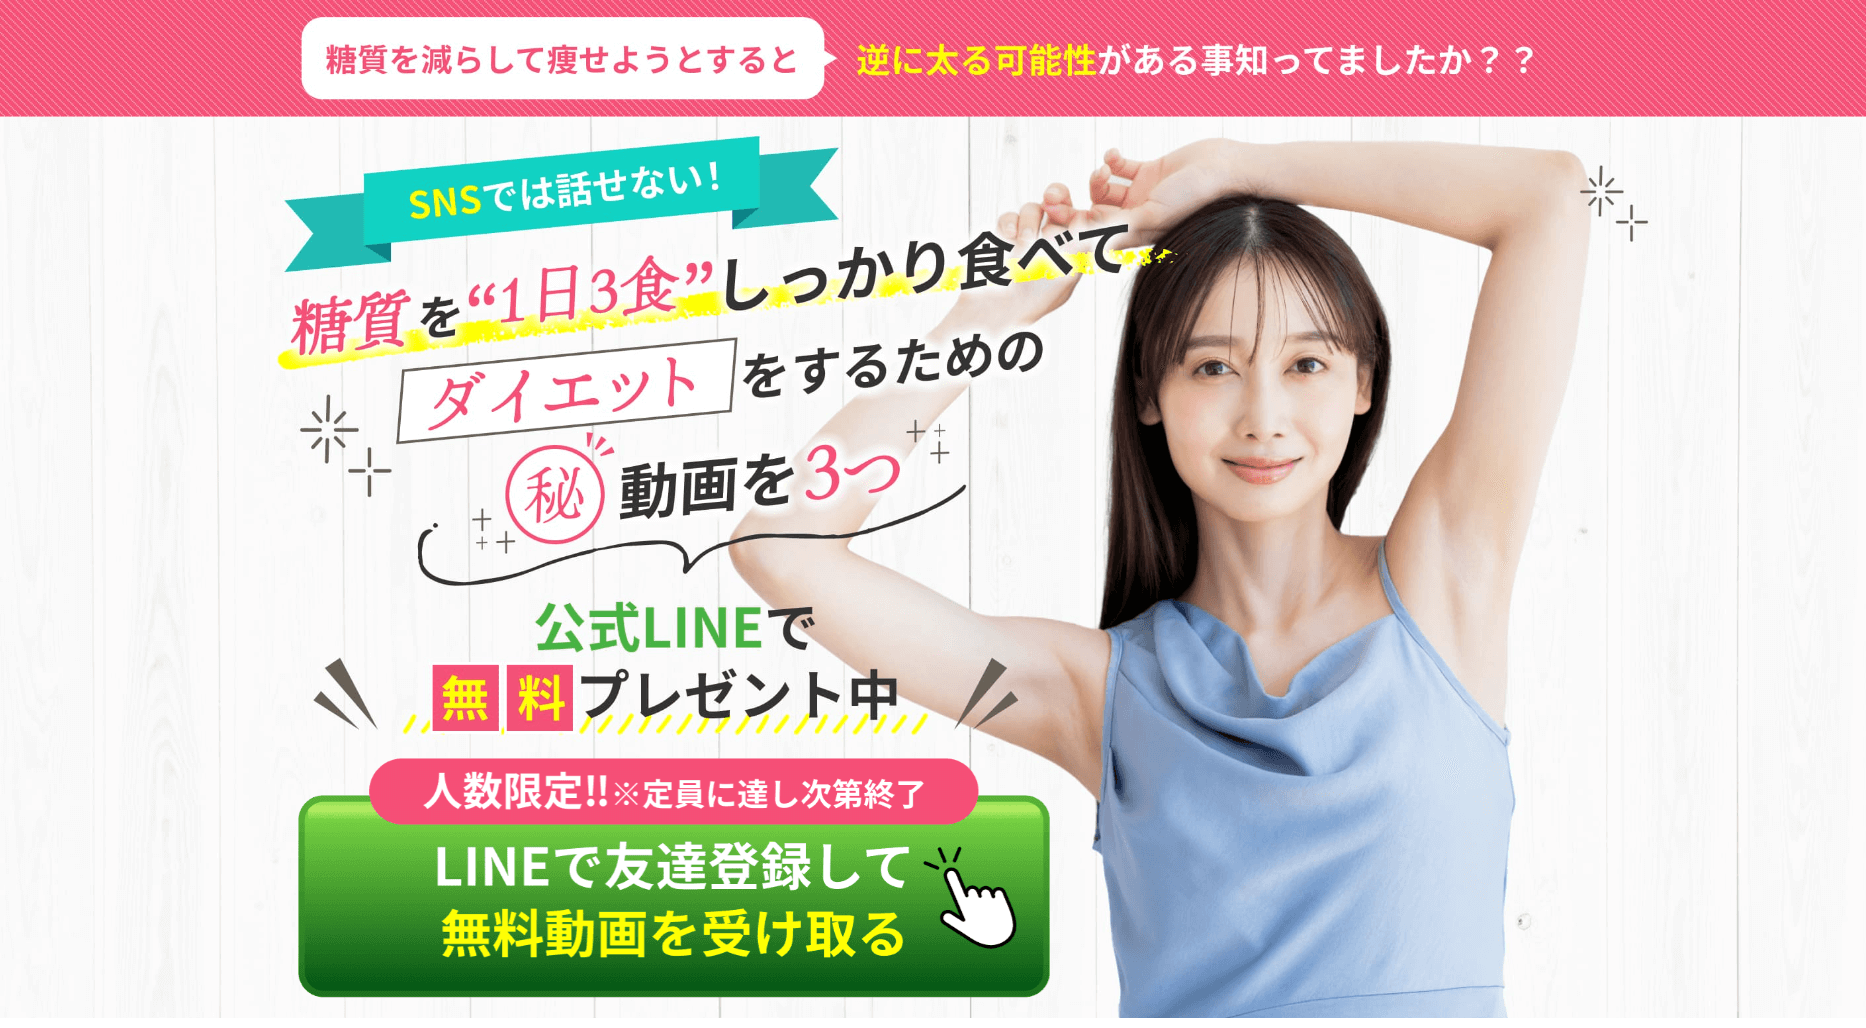 糖質を減らして痩せようとすると
逆に太る可能性がある事知ってましたか？？
SNSでは話せない！
糖質を“1日3食”しっかり食べて
ダイエットをするための
㊙動画を3つ
公式LINEで
無料プレゼント中
人数限定!!※定員に達し次第終了
LINEで友達登録して
無料動画を受け取る